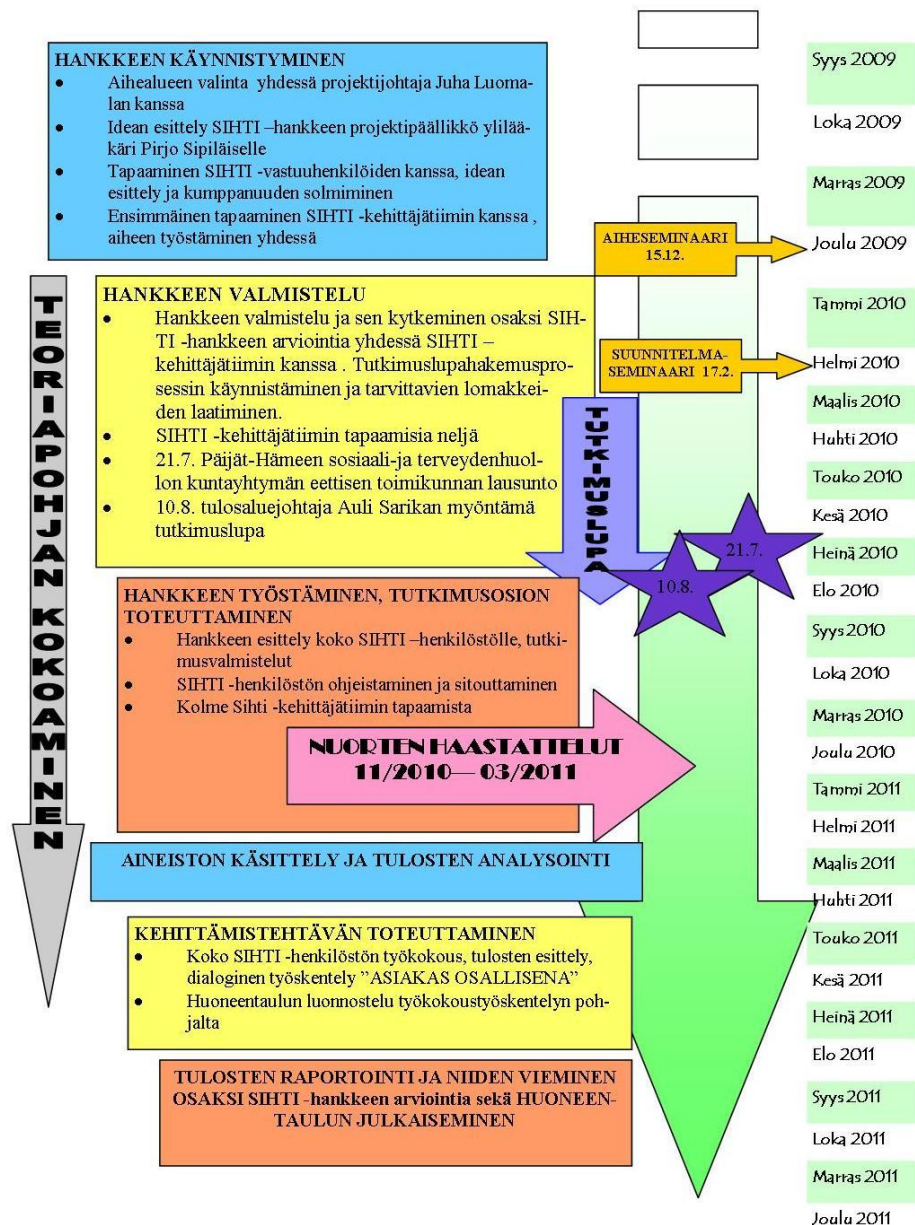 HANKKEEN KÄYNNISTYMINEN
• Aihealueen valinta yhdessä projektijohtaja Juha Luoma-
lan kanssa
• Idean esittely SIHTI –hankkeen projektipäällikkö ylilää-
käri Pirjo Sipiläiselle
• Tapaaminen SIHTI -vastuuhenkilöiden kanssa, idean
esittely ja kumppanuuden solmiminen
• Ensimmäinen tapaaminen SIHTI -kehittäjätiimin kanssa ,
aiheen työstäminen yhdessä
TEORIAPOHJAN KOKOAMINEN
HANKKEEN VALMISTELU
• Hankkeen valmistelu ja sen kytkeminen osaksi SIH-
TI -hankkeen arviointia yhdessä SIHTI –
kehittäjätiimin kanssa . Tutkimuslupahakemuspro-
sessin käynnistäminen ja tarvittavien lomakkei-
den laatiminen.
• SIHTI -kehittäjätiimin tapaamisia neljä
• 21.7. Päijät-Hämeen sosiaali-ja terveydenhuol-
lon kuntayhtymän eettisen toimikunnan lausunto
• 10.8. tulosaluejohtaja Auli Sarikan myöntämä
tutkimuslupa
AIHESEMINAARI
15.12.
SUUNNITELMA-
SEMINAARI 17.2.
TUTKIMUSLUPA
21.7.
10.8.
HANKKEEN TYÖSTÄMINEN, TUTKIMUSOSION
TOTEUTTAMINEN
• Hankkeen esittely koko SIHTI –henkilöstölle, tutki-
musvalmistelut
• SIHTI -henkilöstön ohjeistaminen ja sitouttaminen
• Kolme Sihti -kehittäjätiimin tapaamista
NUORTEN HAASTATTELUT
11/2010— 03/2011
AINEISTON KÄSITTELY JA TULOSTEN ANALYSOINTI
KEHITTÄMISTEHTÄVÄN TOTEUTTAMINEN
• Koko SIHTI -henkilöstön työkokous, tulosten esittely,
dialoginen työskentely ”ASIAKAS OSALLISENA”
• Huoneentaulun luonnostelu työkokoustyöskentelyn poh-
jalta
TULOSTEN RAPORTOINTI JA NIIDEN VIEMINEN
OSAKSI SIHTI -hankkeen arviointia sekä HUONEEN-
TAULUN JULKAISEMINEN
Syys 2009
Loka 2009
Marras 2009
Joulu 2009
Tammi 2010
Helmi 2010
Maalis 2010
Huhti 2010
Touko 2010
Kesä 2010
Heinä 2010
Elo 2010
Syys 2010
Loka 2010
Marras 2010
Joulu 2010
Tammi 2011
Helmi 2011
Maalis 2011
Huhti 2011
Touko 2011
Kesä 2011
Heinä 2011
Elo 2011
Syys 2011
Loka 2011
Marras 2011
Joulu 2011